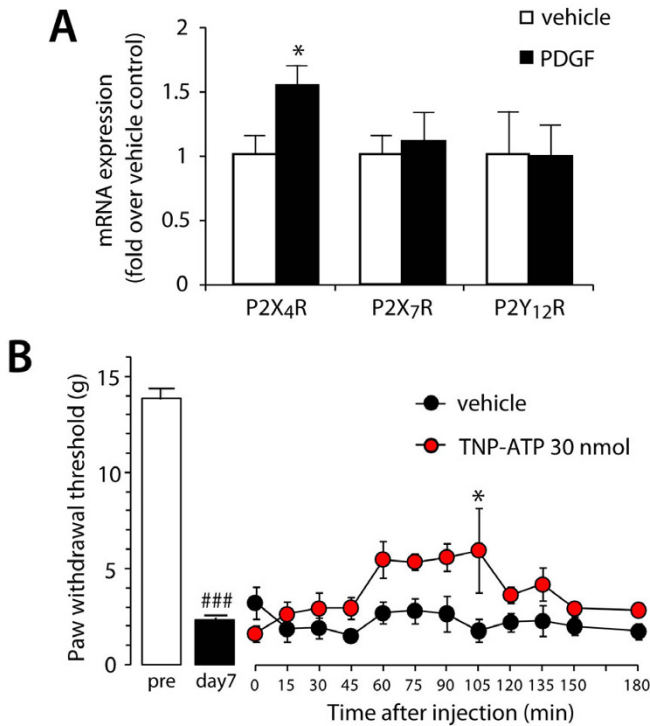 A
mRNA expression
(fold over vehicle control)
2
1.5
1
0.5
0
vehicle
PDGF
*
P2X4R
P2X7R
P2Y12R
B
Paw withdrawal threshold (g)
15
10
5
0
vehicle
TNP-ATP 30 nmol
*
###
pre
day7
0 15 30 45 60 75 90 105 120 135 150 180
Time after injection (min)